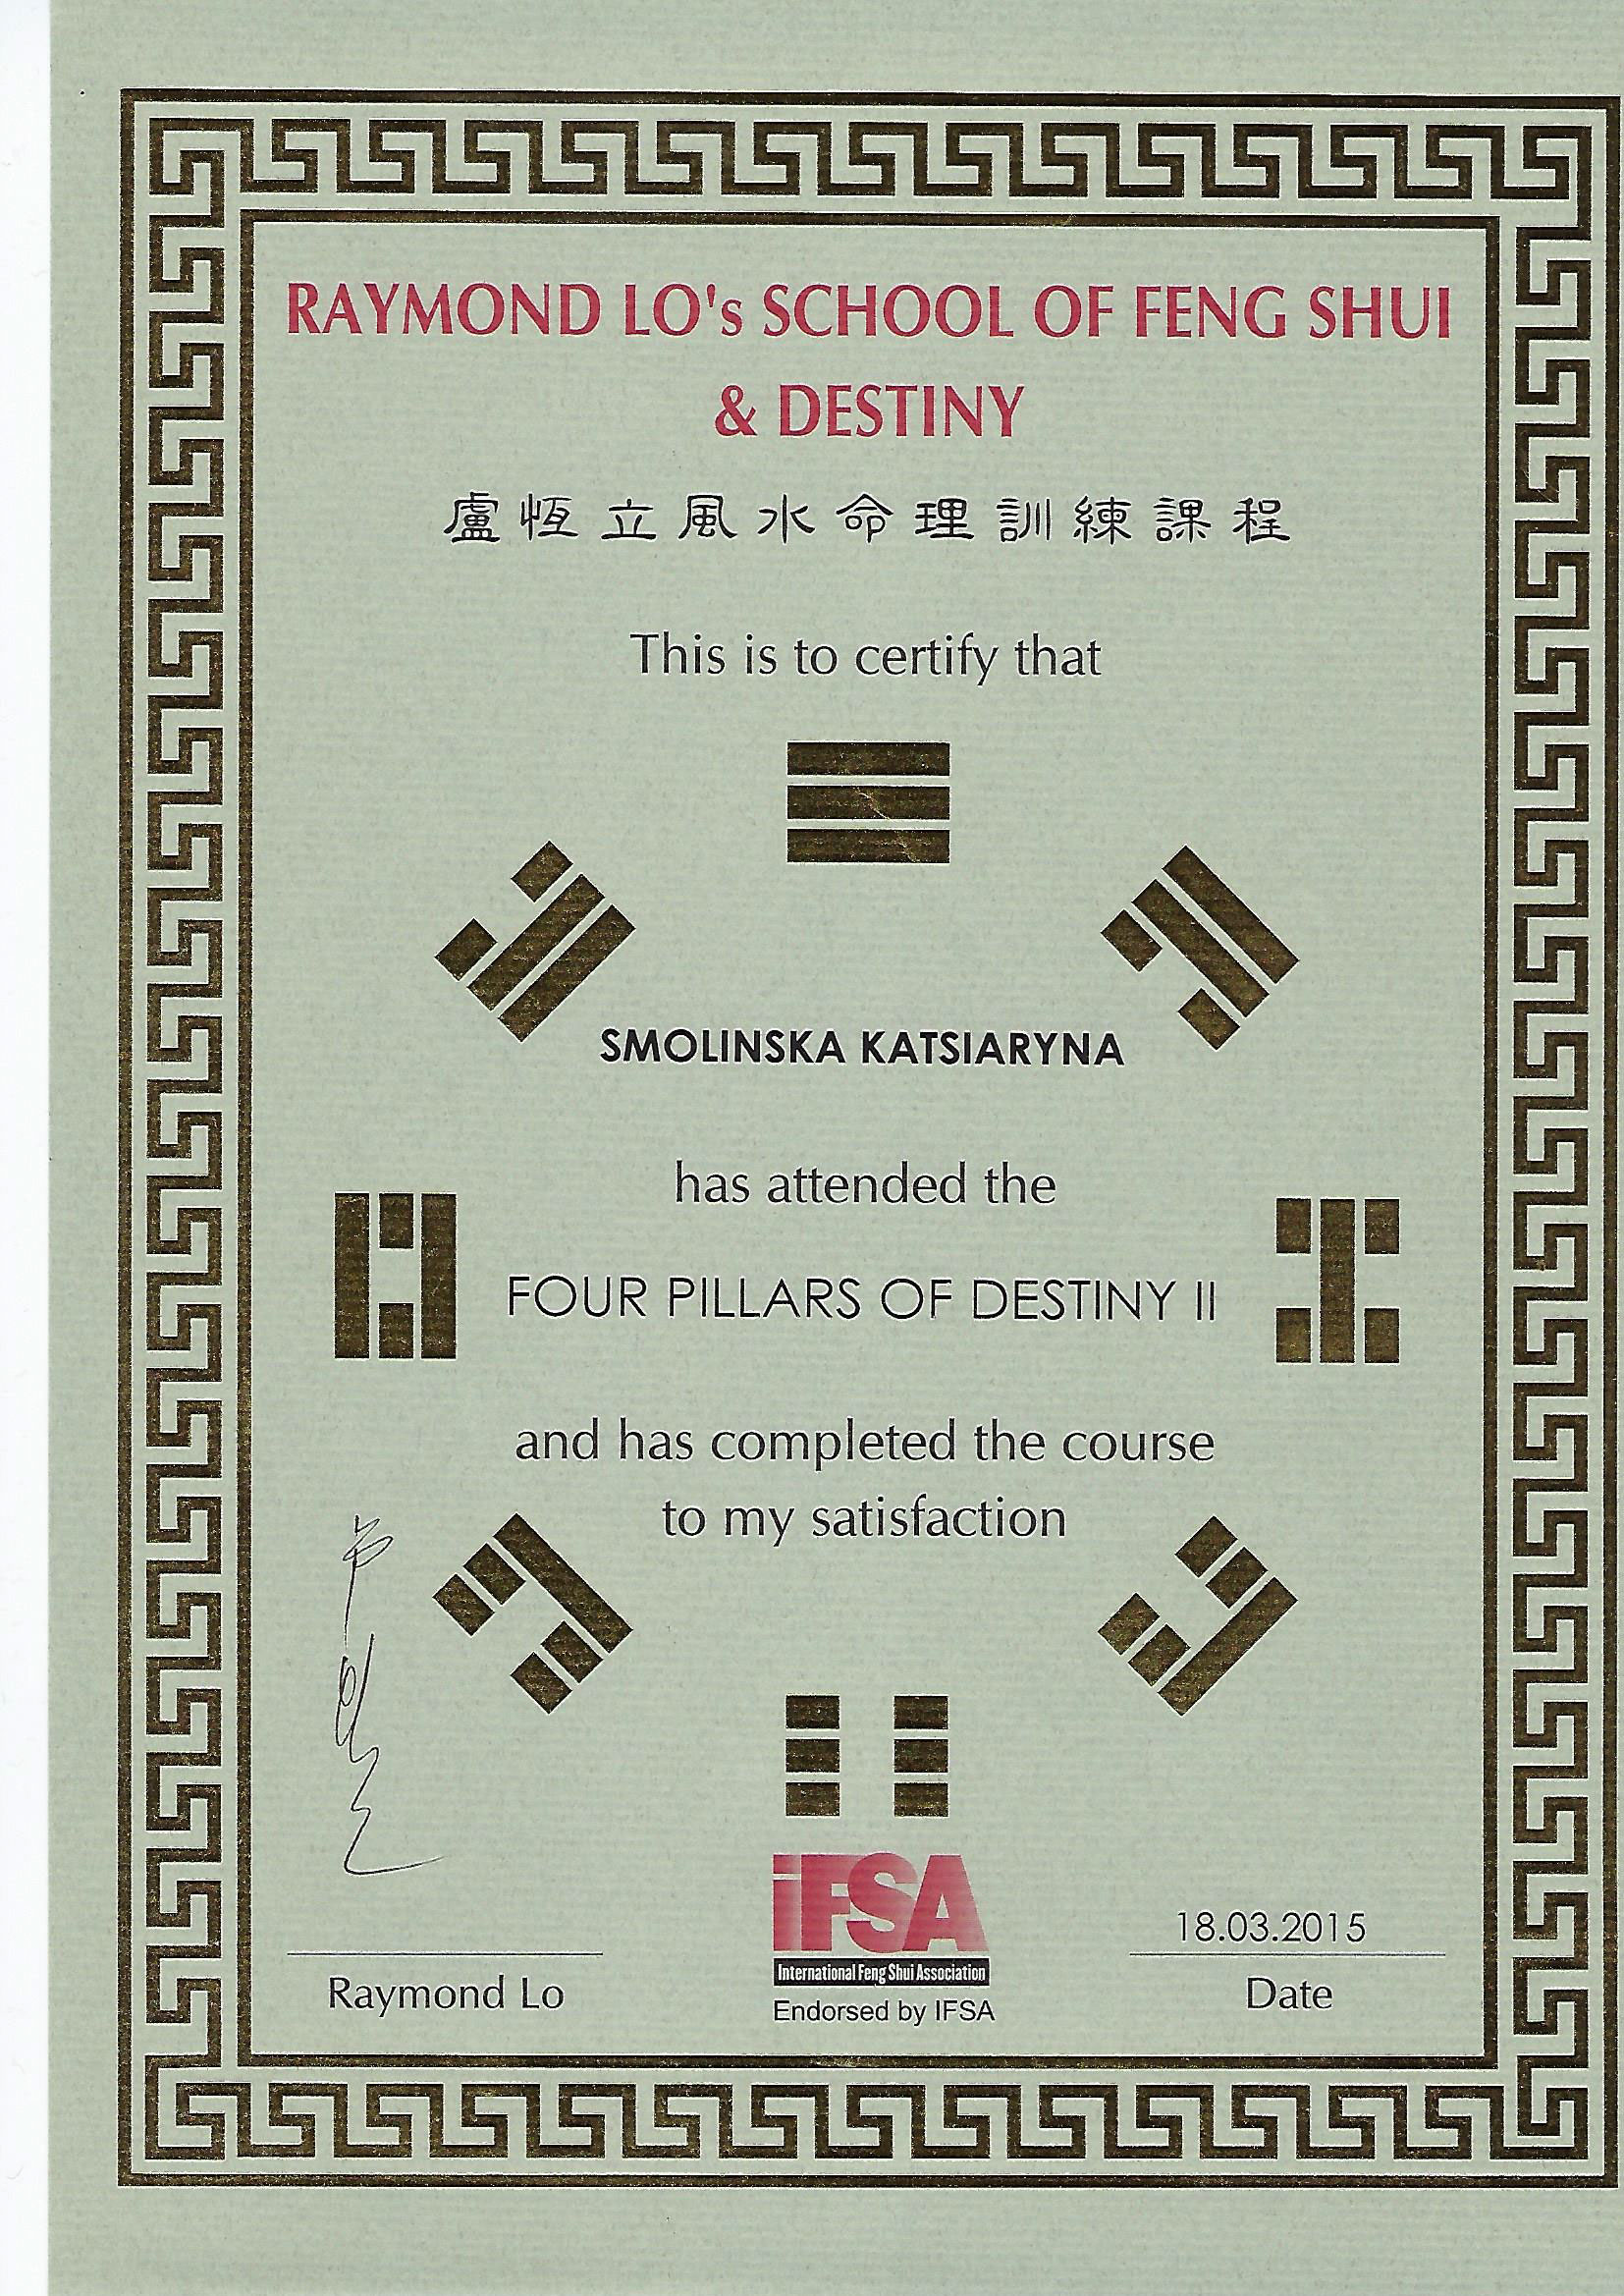 RAYMOND LO's SCHOOL OF FENG SHUI
& DESTINY
盧恆立風水命理訓練課程
This is to certify that
SMOLINSKA KATSIARYNA
has attended the
FOUR PILLARS OF DESTINY II
and has completed the course
to my satisfaction
iFSA
International Feng Shui Association
Endorsed by IFSA
Raymond Lo
18.03.2015
Date